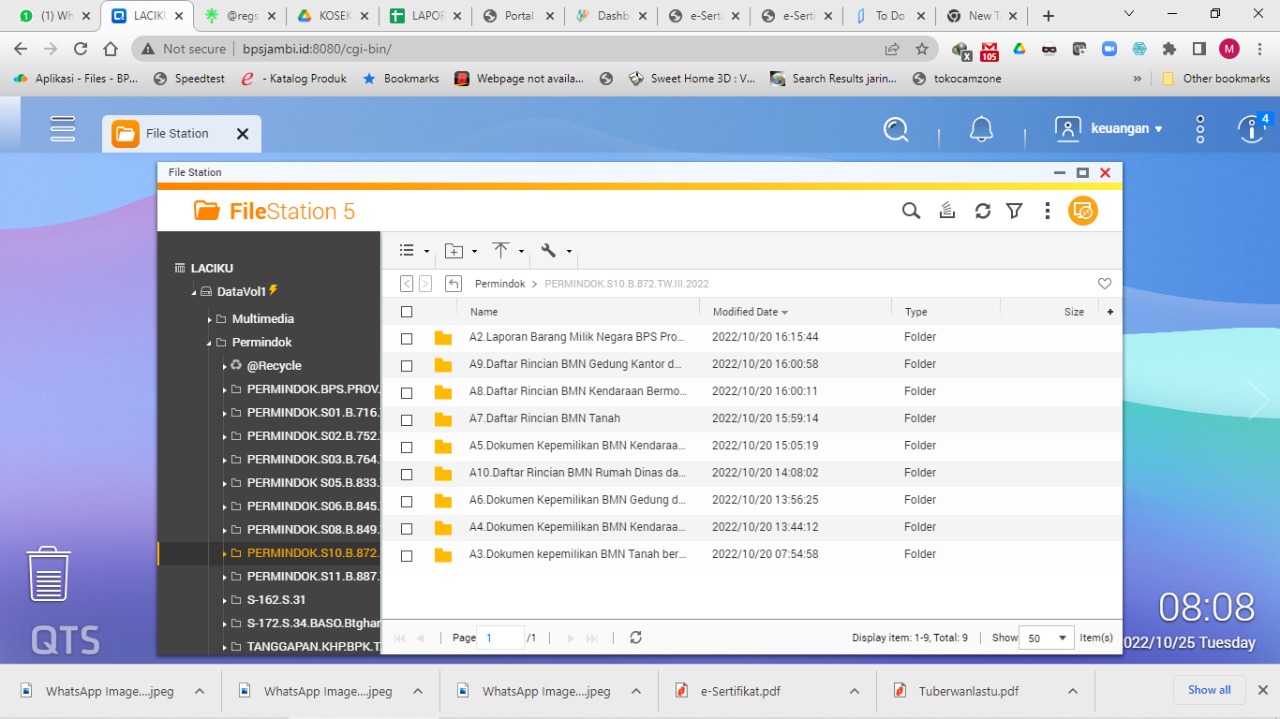 (1) Wh
LACIKU
@regs
KOSEK
LAPOR
Portal
Dashb
e-Serti
e-Serti
To Do
New T
Not secure | bpsjambi.id:8080/cgi-bin/
105
M
Aplikasi - Files - BP...
Speedtest
- Katalog Produk
Bookmarks
Webpage not availa...
Sweet Home 3D : V...
Search Results jarin...
tokocamzone
»
Other bookmarks
File Station
keuangan
4
File Station
FileStation 5
LACIKU
DataVol1
Multimedia
Permindok
@Recycle
PERMINDOK.BPS.PROV.
PERMINDOK.S01.B.716.
PERMINDOK.S02.B.752.
PERMINDOK.S03.B.764.
PERMINDOK S05.B.833.
PERMINDOK.S06.B.845.
PERMINDOK.S08.B.849.
PERMINDOK.S10.B.872.
PERMINDOK.S11.B.887.
S-162.S.31
S-172.S.34.BASO.Btghar
TANGGAPAN.KHP.BPK.T
Permindok > PERMINDOK.S10.B.872.TW.III.2022
Name Modified Date Type Size +
A2.Laporan Barang Milik Negara BPS Pro... 2022/10/20 16:15:44 Folder
A9.Daftar Rincian BMN Gedung Kantor d... 2022/10/20 16:00:58 Folder
A8.Daftar Rincian BMN Kendaraan Bermo... 2022/10/20 16:00:11 Folder
A7.Daftar Rincian BMN Tanah 2022/10/20 15:59:14 Folder
A5.Dokumen Kepemilikan BMN Kendaraa... 2022/10/20 15:05:19 Folder
A10.Daftar Rincian BMN Rumah Dinas da... 2022/10/20 14:08:02 Folder
A6.Dokumen Kepemilikan BMN Gedung d... 2022/10/20 13:56:25 Folder
A4.Dokumen Kepemilikan BMN Kendaraa... 2022/10/20 13:44:12 Folder
A3.Dokumen kepemilikan BMN Tanah ber... 2022/10/20 07:54:58 Folder
Page 1 /1
Display item: 1-9, Total: 9 | Show 50 Item(s)
QTS
08:08
2022/10/25 Tuesday
WhatsApp Image....jpeg
WhatsApp Image....jpeg
WhatsApp Image....jpeg
e-Sertifikat.pdf
Tuberwanlastu.pdf
Show all